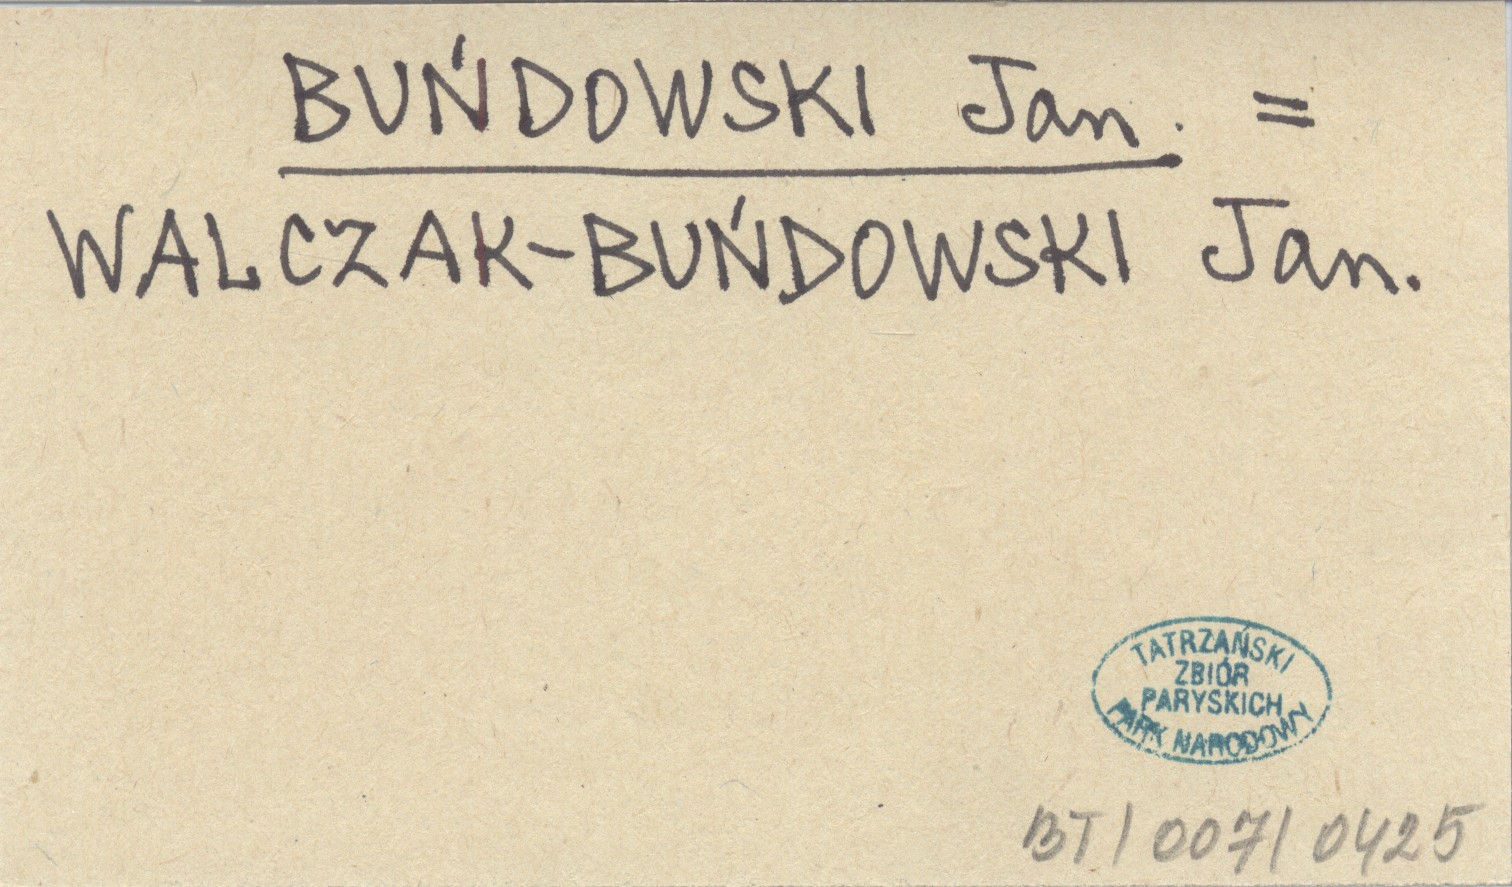 BUŃDOWSKI Jan. =
WALCZAK-BUŃDOWSKI Jan.
TATRZAŃSKI
ZBIÓR
PARYSKICH
PARK NARODOWY
BT/007/0425